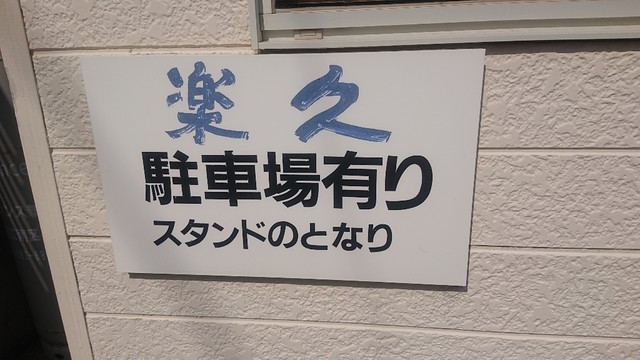 楽久
駐車場有り
スタンドのとなり